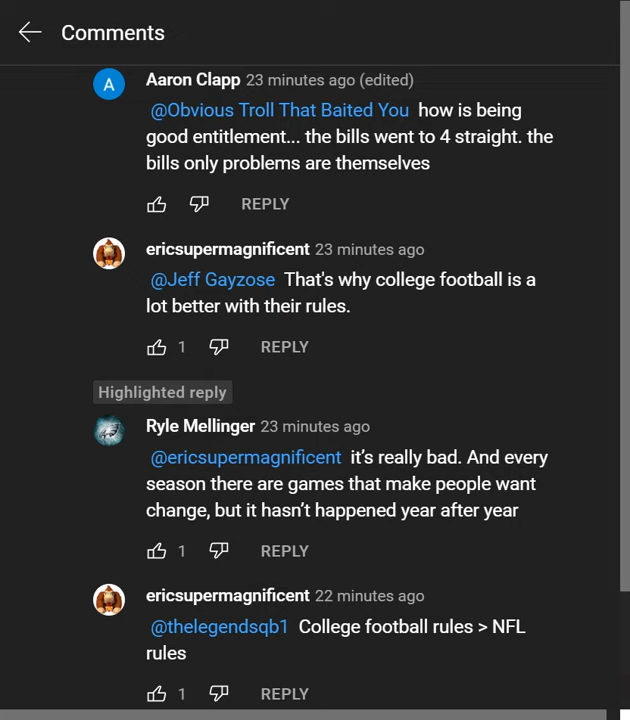 Comments
A
Aaron Clapp 23 minutes ago (edited)
@Obvious Troll That Baited You how is being
good entitlement... the bills went to 4 straight. the
bills only problems are themselves
REPLY
ericsupermagnificent 23 minutes ago
@Jeff Gayzose That's why college football is a
lot better with their rules.
1 REPLY
Highlighted reply
Ryle Mellinger 23 minutes ago
@ericsupermagnificent it’s really bad. And every
season there are games that make people want
change, but it hasn’t happened year after year
1 REPLY
ericsupermagnificent 22 minutes ago
@thelegendsqb1 College football rules > NFL
rules
1 REPLY